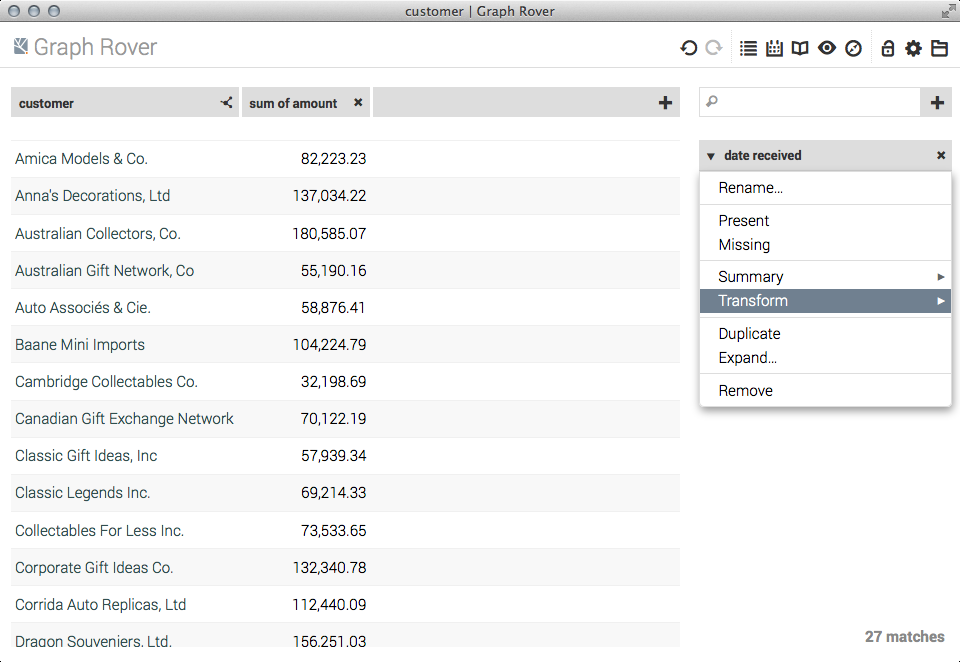 customer | Graph Rover
Graph Rover
customer sum of amount
Amica Models & Co. 82,223.23
Anna's Decorations, Ltd 137,034.22
Australian Collectors, Co. 180,585.07
Australian Gift Network, Co 55,190.16
Auto Associés & Cie. 58,876.41
Baane Mini Imports 104,224.79
Cambridge Collectables Co. 32,198.69
Canadian Gift Exchange Network 70,122.19
Classic Gift Ideas, Inc 57,939.34
Classic Legends Inc. 69,214.33
Collectables For Less Inc. 73,533.65
Corporate Gift Ideas Co. 132,340.78
Corrida Auto Replicas, Ltd 112,440.09
Dragon Souveniers, Ltd. 156,251.03
date received
Rename...
Present
Missing
Summary
Transform
Duplicate
Expand...
Remove
27 matches